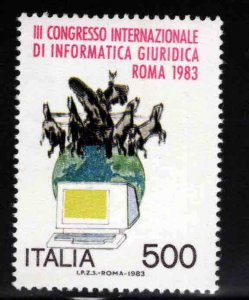 III CONGRESSO INTERNAZIONALE
DI INFORMATICA GIURIDICA
ROMA 1983
ITALIA 500
I.P.Z.S.-ROMA-1983